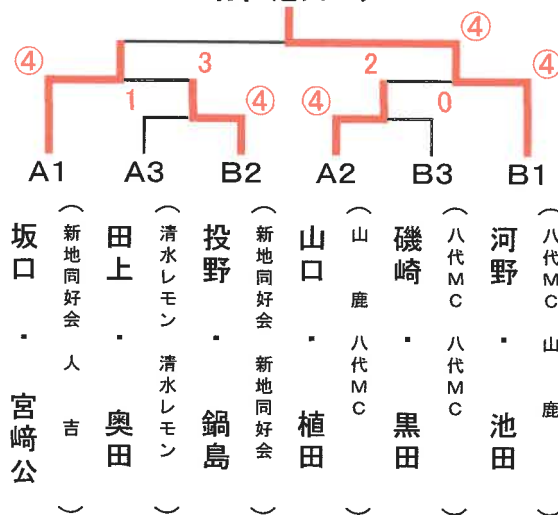 ④
④ 3 2 ④
1 ④ ④ 0
A1 A3 B2 A2 B3 B1
坂口・宮﨑公
(新地同好会 人吉)
田上・奥田
(清水レモン 清水レモン)
投野・鍋島
(新地同好会 新地同好会)
山口・植田
(山鹿 八代MC)
磯崎・黒田
(八代MC 八代MC)
河野・池田
(八代MC 山鹿)